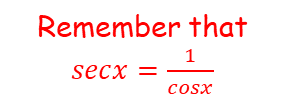 Remember that
secx = 1/cosx